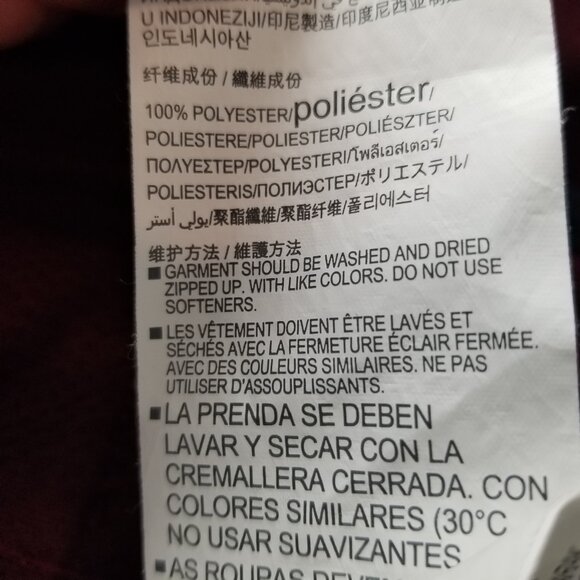 U INDONEZIJI/印尼製造/印度尼西亚制造
인도네시아산
纤维成份 / 纖維成份
100% POLYESTER/poliéster/
POLIESTERE/POLIESTER/POLIÉSZTER/
ΠΟΛΥΕΣΤΕΡ/POLYESTERI/โพลีเอสเตอร์/
POLIESTERIS/ПОЛИЭСТЕР/ポリエステル/
بولي أستر/聚酯纖維/聚酯纤维/폴리에스터
维护方法 / 維護方法
■ GARMENT SHOULD BE WASHED AND DRIED
ZIPPED UP. WITH LIKE COLORS. DO NOT USE
SOFTENERS.
■ LES VÊTEMENT DOIVENT ÊTRE LAVÉS ET
SÉCHÉS AVEC LA FERMETURE ÉCLAIR FERMÉE.
AVEC DES COULEURS SIMILAIRES. NE PAS
UTILISER D'ASSOUPLISSANTS.
■ LA PRENDA SE DEBEN
LAVAR Y SECAR CON LA
CREMALLERA CERRADA. CON
COLORES SIMILARES (30°C
NO USAR SUAVIZANTES
■ AS ROUPAS